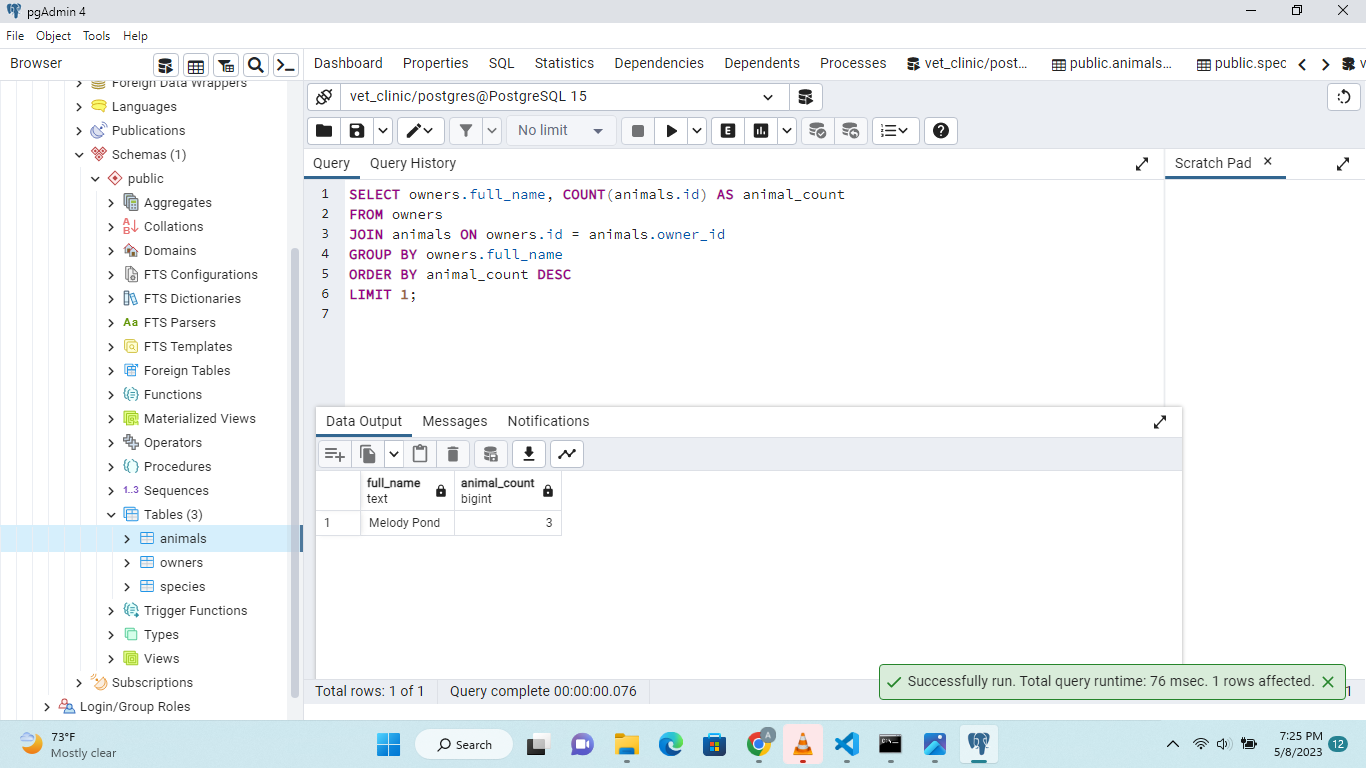 pgAdmin 4
File Object Tools Help
Browser
Dashboard Properties SQL Statistics Dependencies Dependents Processes vet_clinic/post... public.animals... public.spec
Foreign Data Wrappers
Languages
Publications
Schemas (1)
public
Aggregates
Collations
Domains
FTS Configurations
FTS Dictionaries
Aa FTS Parsers
FTS Templates
Foreign Tables
Functions
Materialized Views
Operators
Procedures
1..3 Sequences
Tables (3)
animals
owners
species
Trigger Functions
Types
Views
Subscriptions
Login/Group Roles
vet_clinic/postgres@PostgreSQL 15
No limit
E
Query Query History
Scratch Pad
1 SELECT owners.full_name, COUNT(animals.id) AS animal_count
2 FROM owners
3 JOIN animals ON owners.id = animals.owner_id
4 GROUP BY owners.full_name
5 ORDER BY animal_count DESC
6 LIMIT 1;
7
Data Output Messages Notifications
full_name animal_count
text bigint
1 Melody Pond 3
Total rows: 1 of 1 Query complete 00:00:00.076
Successfully run. Total query runtime: 76 msec. 1 rows affected.
73°F
Mostly clear
Search
A
7:25 PM
5/8/2023
12